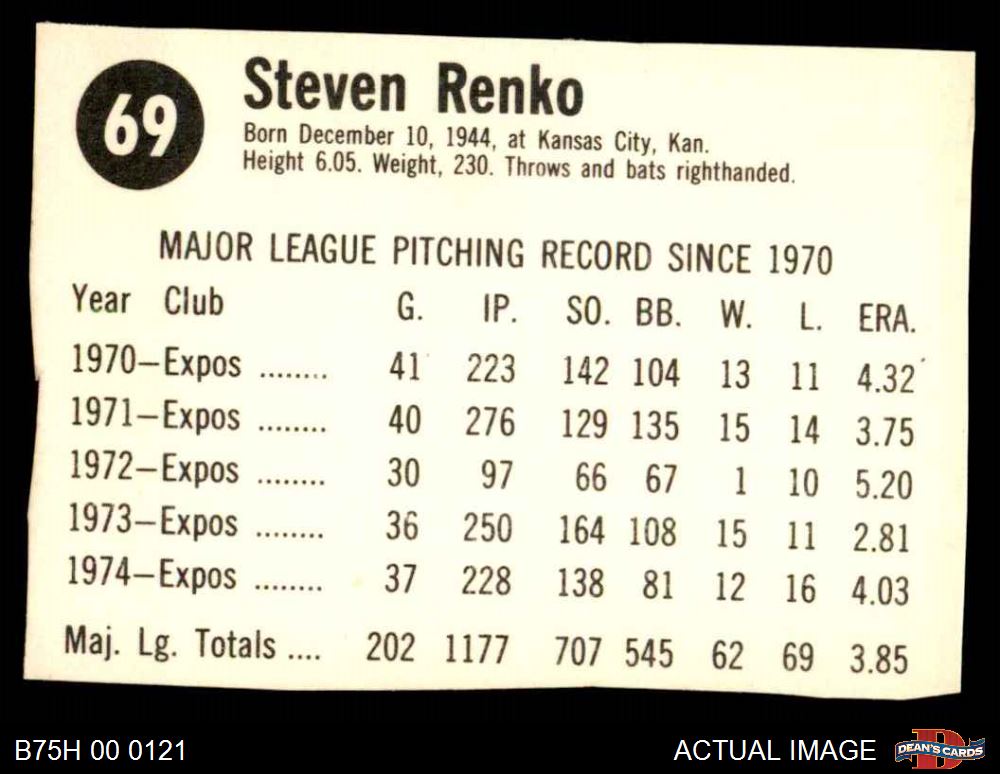 69
Steven Renko
Born December 10, 1944, at Kansas City, Kan.
Height 6.05. Weight, 230. Throws and bats righthanded.
MAJOR LEAGUE PITCHING RECORD SINCE 1970
Year Club G. IP. SO. BB. W. L. ERA.
1970–Expos ........ 41 223 142 104 13 11 4.32
1971–Expos ........ 40 276 129 135 15 14 3.75
1972–Expos ........ 30 97 66 67 1 10 5.20
1973–Expos ........ 36 250 164 108 15 11 2.81
1974–Expos ........ 37 228 138 81 12 16 4.03
Maj. Lg. Totals .... 202 1177 707 545 62 69 3.85
B75H 00 0121 ACTUAL IMAGE DEAN'S CARDS